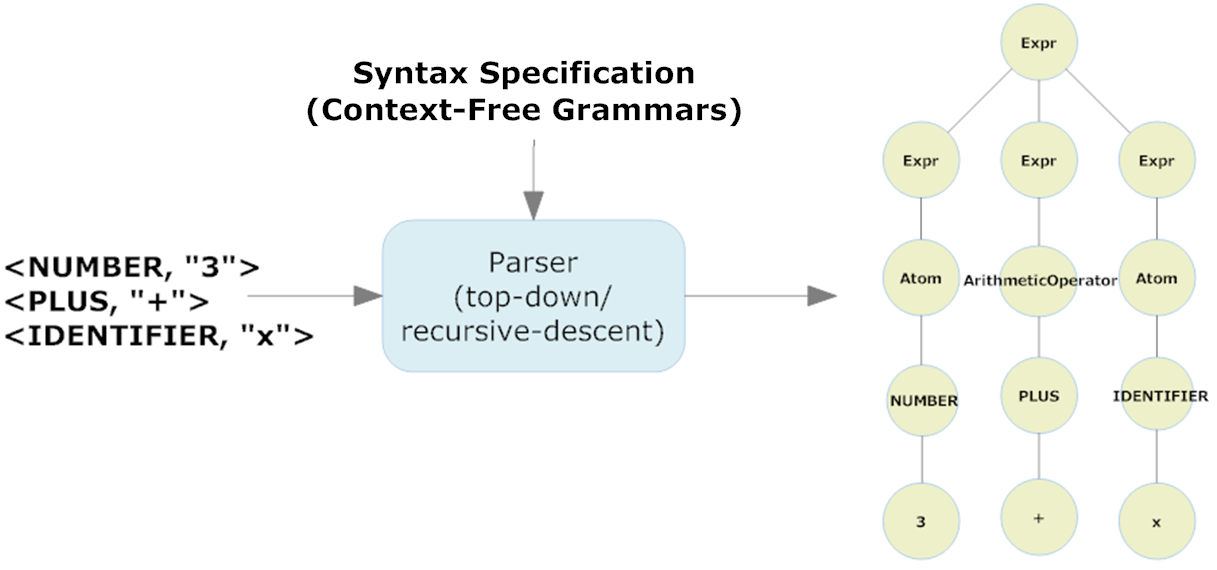 Syntax Specification
(Context-Free Grammars)
<NUMBER, "3">
<PLUS, "+">
<IDENTIFIER, "x">
Parser
(top-down/
recursive-descent)
Expr
Expr Expr Expr
Atom ArithmeticOperator Atom
NUMBER PLUS IDENTIFIER
3 + x